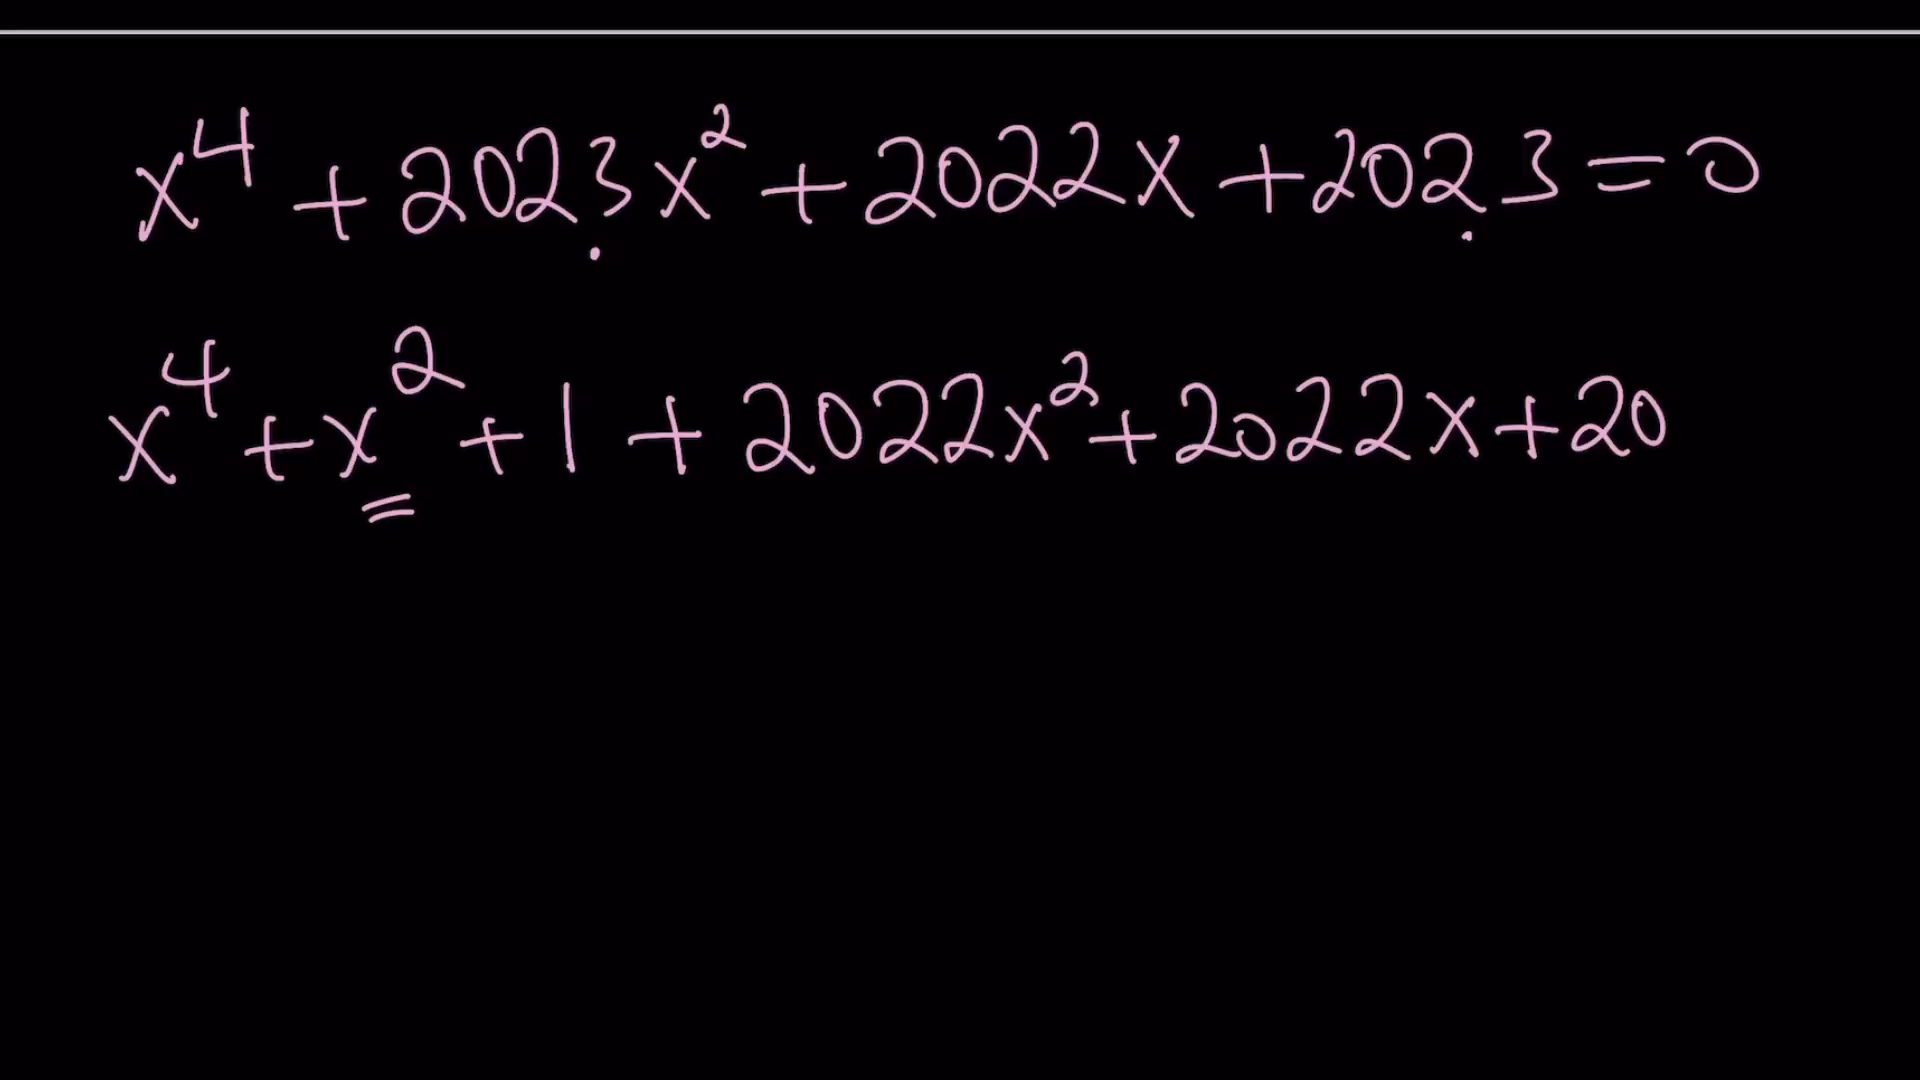 x⁴ + 2023x² + 2022x + 2023 = 0
x⁴ + x² + 1 + 2022x² + 2022x + 20